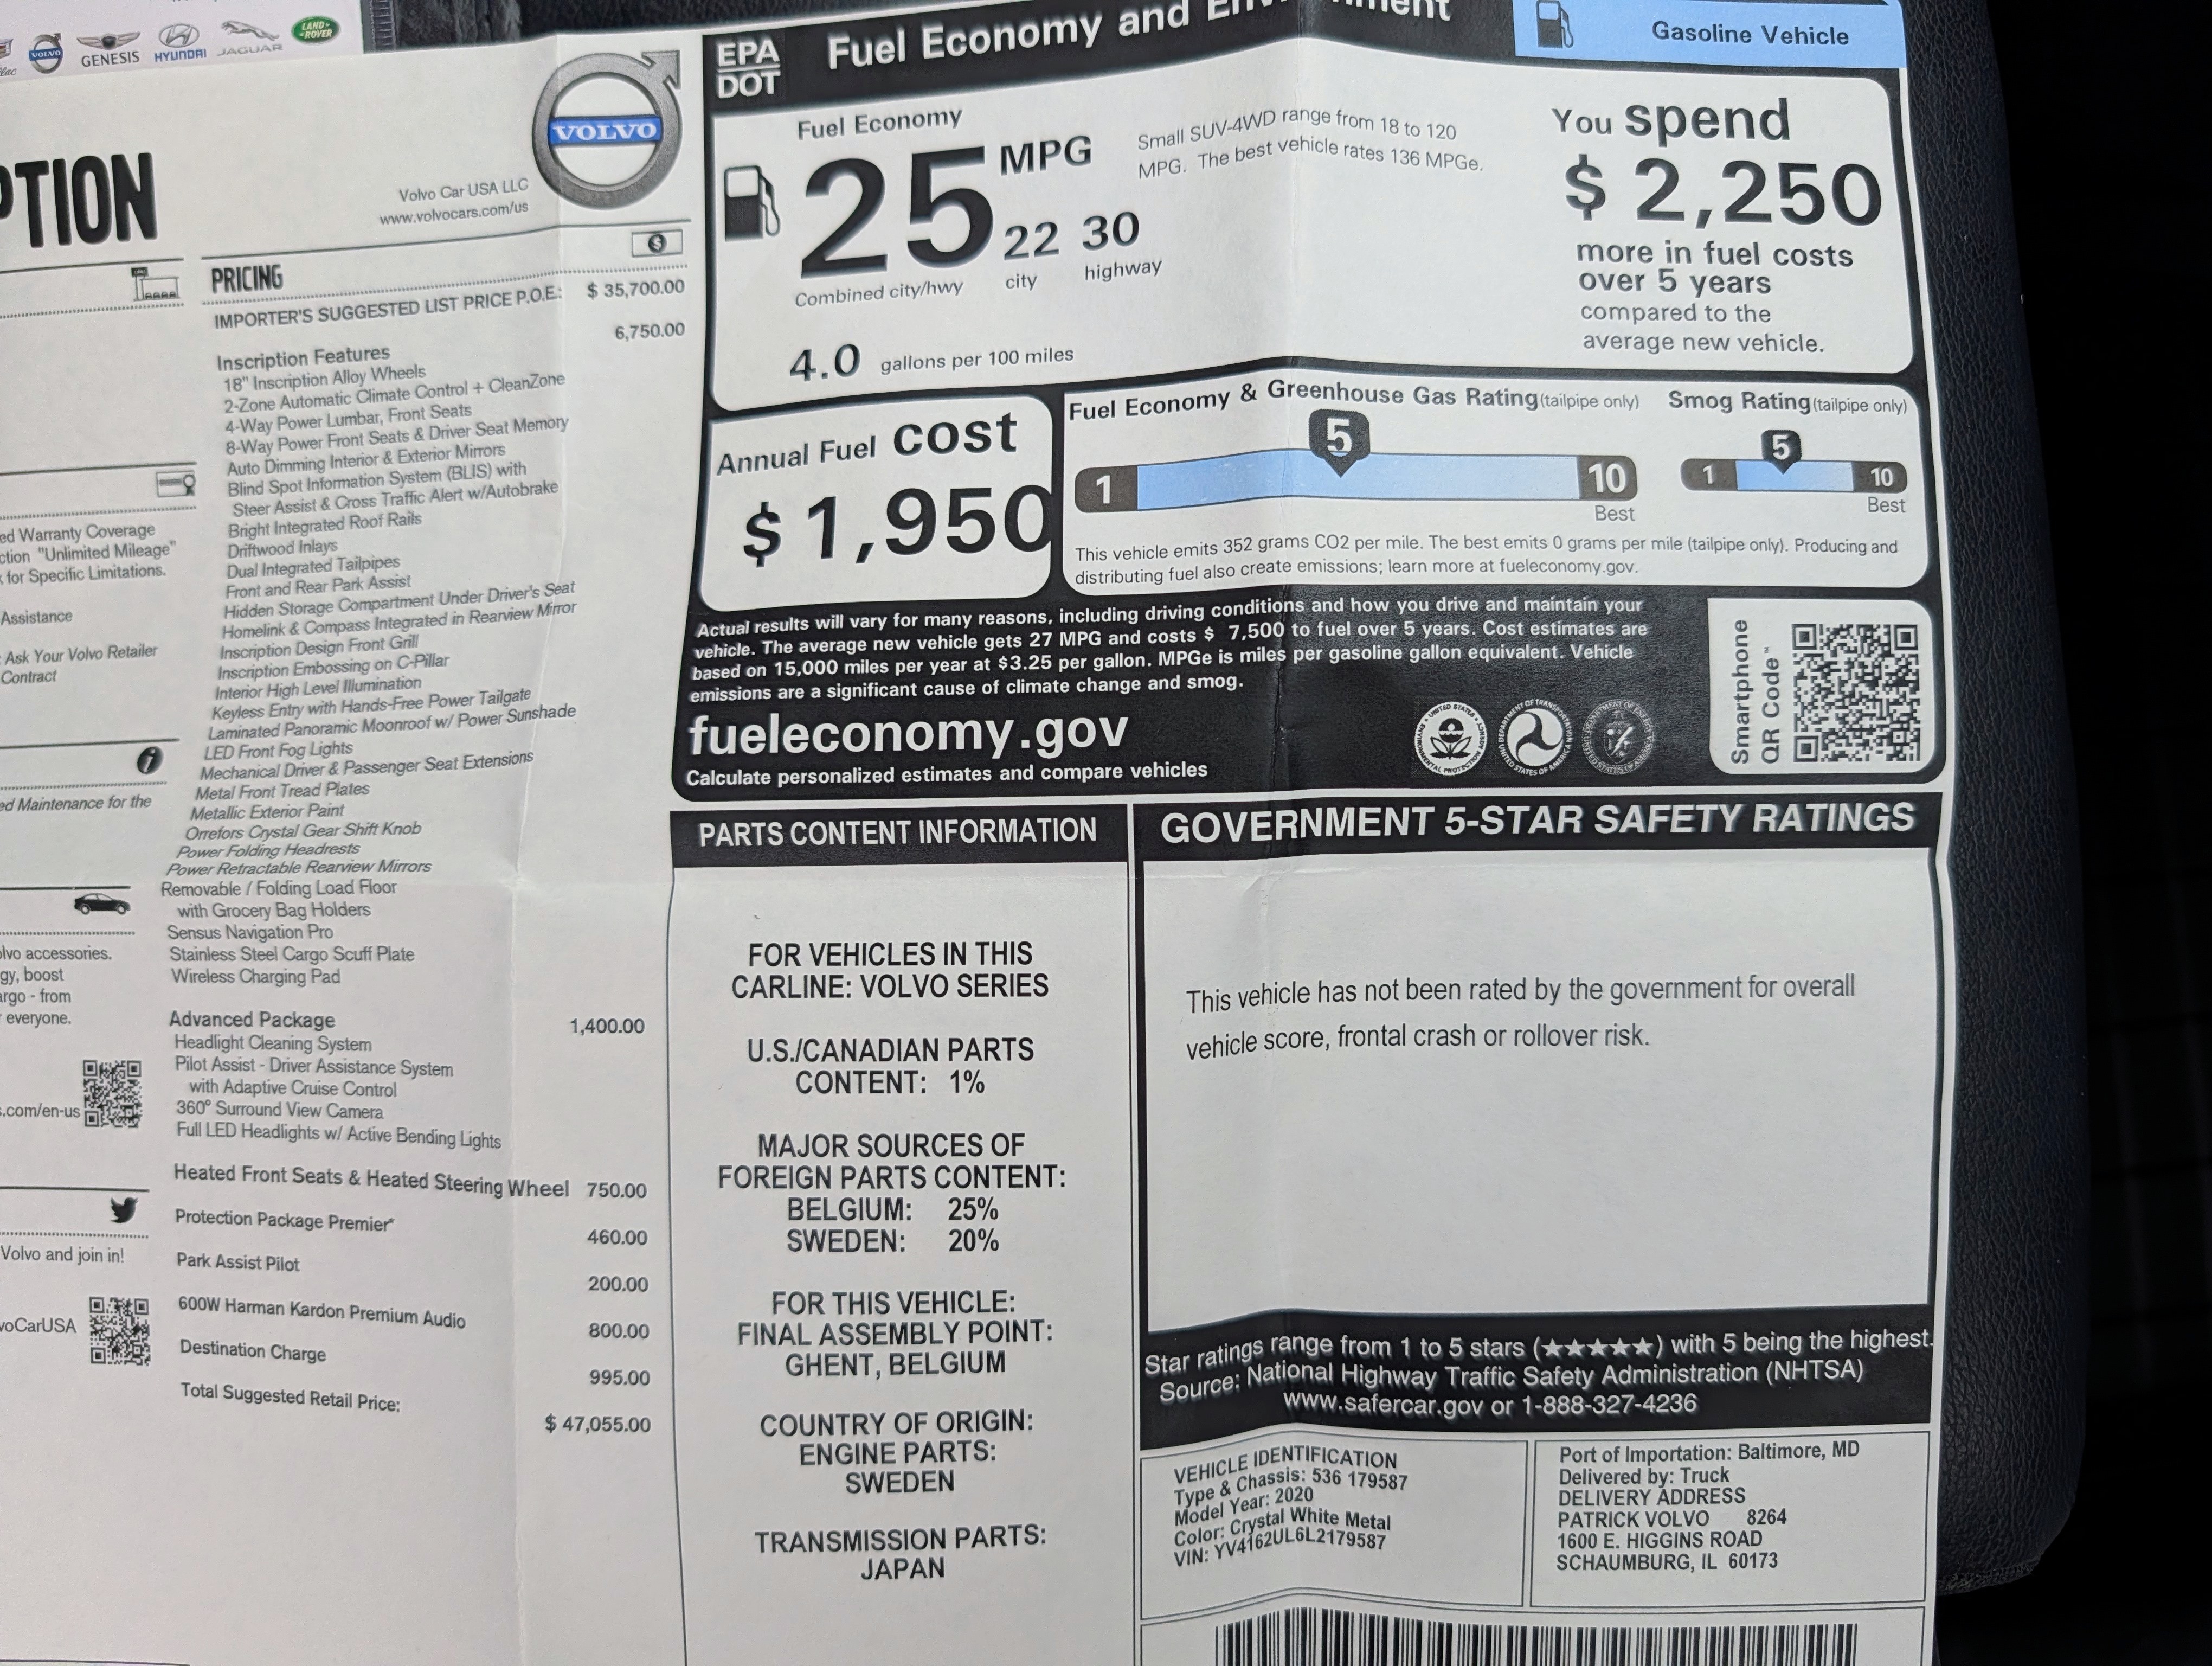 VOLVO
GENESIS
HYUNDAI
JAGUAR
LAND-
ROVER
PTION
Volvo Car USA LLC
www.volvocars.com/us
VOLVO
ed Warranty Coverage
ction "Unlimited Mileage"
for Specific Limitations.
Assistance
Ask Your Volvo Retailer
Contract
ed Maintenance for the
olvo accessories.
gy, boost
argo - from
everyone.
s.com/en-us
Volvo and join in!
voCarUSA
PRICING
IMPORTER'S SUGGESTED LIST PRICE P.O.E.: $ 35,700.00
6,750.00
Inscription Features
18" Inscription Alloy Wheels
2-Zone Automatic Climate Control + CleanZone
4-Way Power Lumbar, Front Seats
8-Way Power Front Seats & Driver Seat Memory
Auto Dimming Interior & Exterior Mirrors
Blind Spot Information System (BLIS) with
Steer Assist & Cross Traffic Alert w/Autobrake
Bright Integrated Roof Rails
Driftwood Inlays
Dual Integrated Tailpipes
Front and Rear Park Assist
Hidden Storage Compartment Under Driver's Seat
Homelink & Compass Integrated in Rearview Mirror
Inscription Design Front Grill
Inscription Embossing on C-Pillar
Interior High Level Illumination
Keyless Entry with Hands-Free Power Tailgate
Laminated Panoramic Moonroof w/ Power Sunshade
LED Front Fog Lights
Mechanical Driver & Passenger Seat Extensions
Metal Front Tread Plates
Metallic Exterior Paint
Orrefors Crystal Gear Shift Knob
Power Folding Headrests
Power Retractable Rearview Mirrors
Removable / Folding Load Floor
with Grocery Bag Holders
Sensus Navigation Pro
Stainless Steel Cargo Scuff Plate
Wireless Charging Pad
Advanced Package 1,400.00
Headlight Cleaning System
Pilot Assist - Driver Assistance System
with Adaptive Cruise Control
360° Surround View Camera
Full LED Headlights w/ Active Bending Lights
Heated Front Seats & Heated Steering Wheel 750.00
Protection Package Premier* 460.00
Park Assist Pilot 200.00
600W Harman Kardon Premium Audio 800.00
Destination Charge 995.00
Total Suggested Retail Price: $ 47,055.00
EPA
DOT
Fuel Economy and Environment
Gasoline Vehicle
Fuel Economy
25 MPG
22 30
city highway
Combined city/hwy
4.0 gallons per 100 miles
Small SUV-4WD range from 18 to 120
MPG. The best vehicle rates 136 MPGe.
You spend
$ 2,250
more in fuel costs
over 5 years
compared to the
average new vehicle.
Annual Fuel COST
$ 1,950
Fuel Economy & Greenhouse Gas Rating (tailpipe only)
5
1 10
Best
Smog Rating (tailpipe only)
5
1 10
Best
This vehicle emits 352 grams CO2 per mile. The best emits 0 grams per mile (tailpipe only). Producing and
distributing fuel also create emissions; learn more at fueleconomy.gov.
Actual results will vary for many reasons, including driving conditions and how you drive and maintain your
vehicle. The average new vehicle gets 27 MPG and costs $ 7,500 to fuel over 5 years. Cost estimates are
based on 15,000 miles per year at $3.25 per gallon. MPGe is miles per gasoline gallon equivalent. Vehicle
emissions are a significant cause of climate change and smog.
fueleconomy.gov
Calculate personalized estimates and compare vehicles
Smartphone
QR Code™
PARTS CONTENT INFORMATION
FOR VEHICLES IN THIS
CARLINE: VOLVO SERIES
U.S./CANADIAN PARTS
CONTENT: 1%
MAJOR SOURCES OF
FOREIGN PARTS CONTENT:
BELGIUM: 25%
SWEDEN: 20%
FOR THIS VEHICLE:
FINAL ASSEMBLY POINT:
GHENT, BELGIUM
COUNTRY OF ORIGIN:
ENGINE PARTS:
SWEDEN
TRANSMISSION PARTS:
JAPAN
GOVERNMENT 5-STAR SAFETY RATINGS
This vehicle has not been rated by the government for overall
vehicle score, frontal crash or rollover risk.
Star ratings range from 1 to 5 stars (★★★★★) with 5 being the highest.
Source: National Highway Traffic Safety Administration (NHTSA)
www.safercar.gov or 1-888-327-4236
VEHICLE IDENTIFICATION
Type & Chassis: 536 179587
Model Year: 2020
Color: Crystal White Metal
VIN: YV4162UL6L2179587
Port of Importation: Baltimore, MD
Delivered by: Truck
DELIVERY ADDRESS
PATRICK VOLVO 8264
1600 E. HIGGINS ROAD
SCHAUMBURG, IL 60173